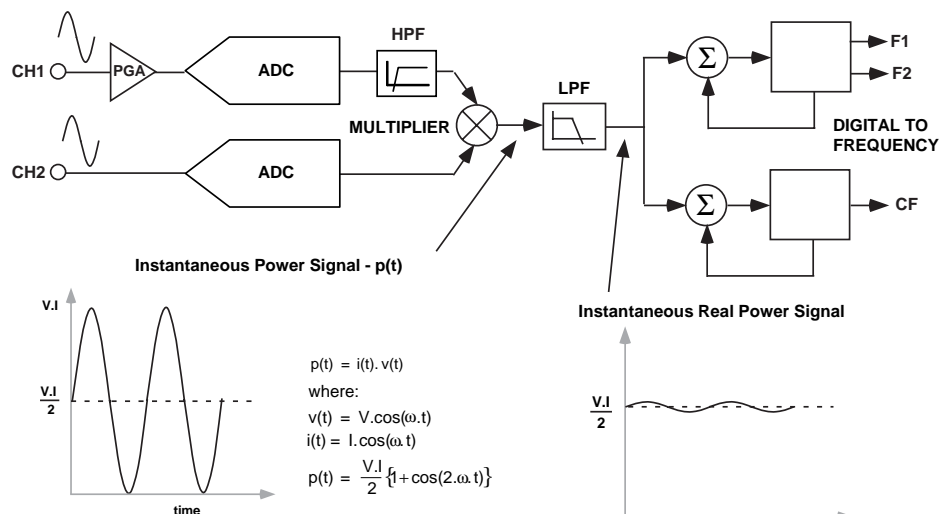 HPF
F1
CH1
PGA
ADC
Σ
F2
LPF
MULTIPLIER
DIGITAL TO
FREQUENCY
CH2
ADC
Σ
CF
Instantaneous Power Signal - p(t)
Instantaneous Real Power Signal
V.I
V.I
2
time
p(t) = i(t). v(t)
where:
v(t) = V.cos(ω.t)
i(t) = I.cos(ω.t)
p(t) = V.I/2 {1+cos(2.ω.t)}
V.I
2